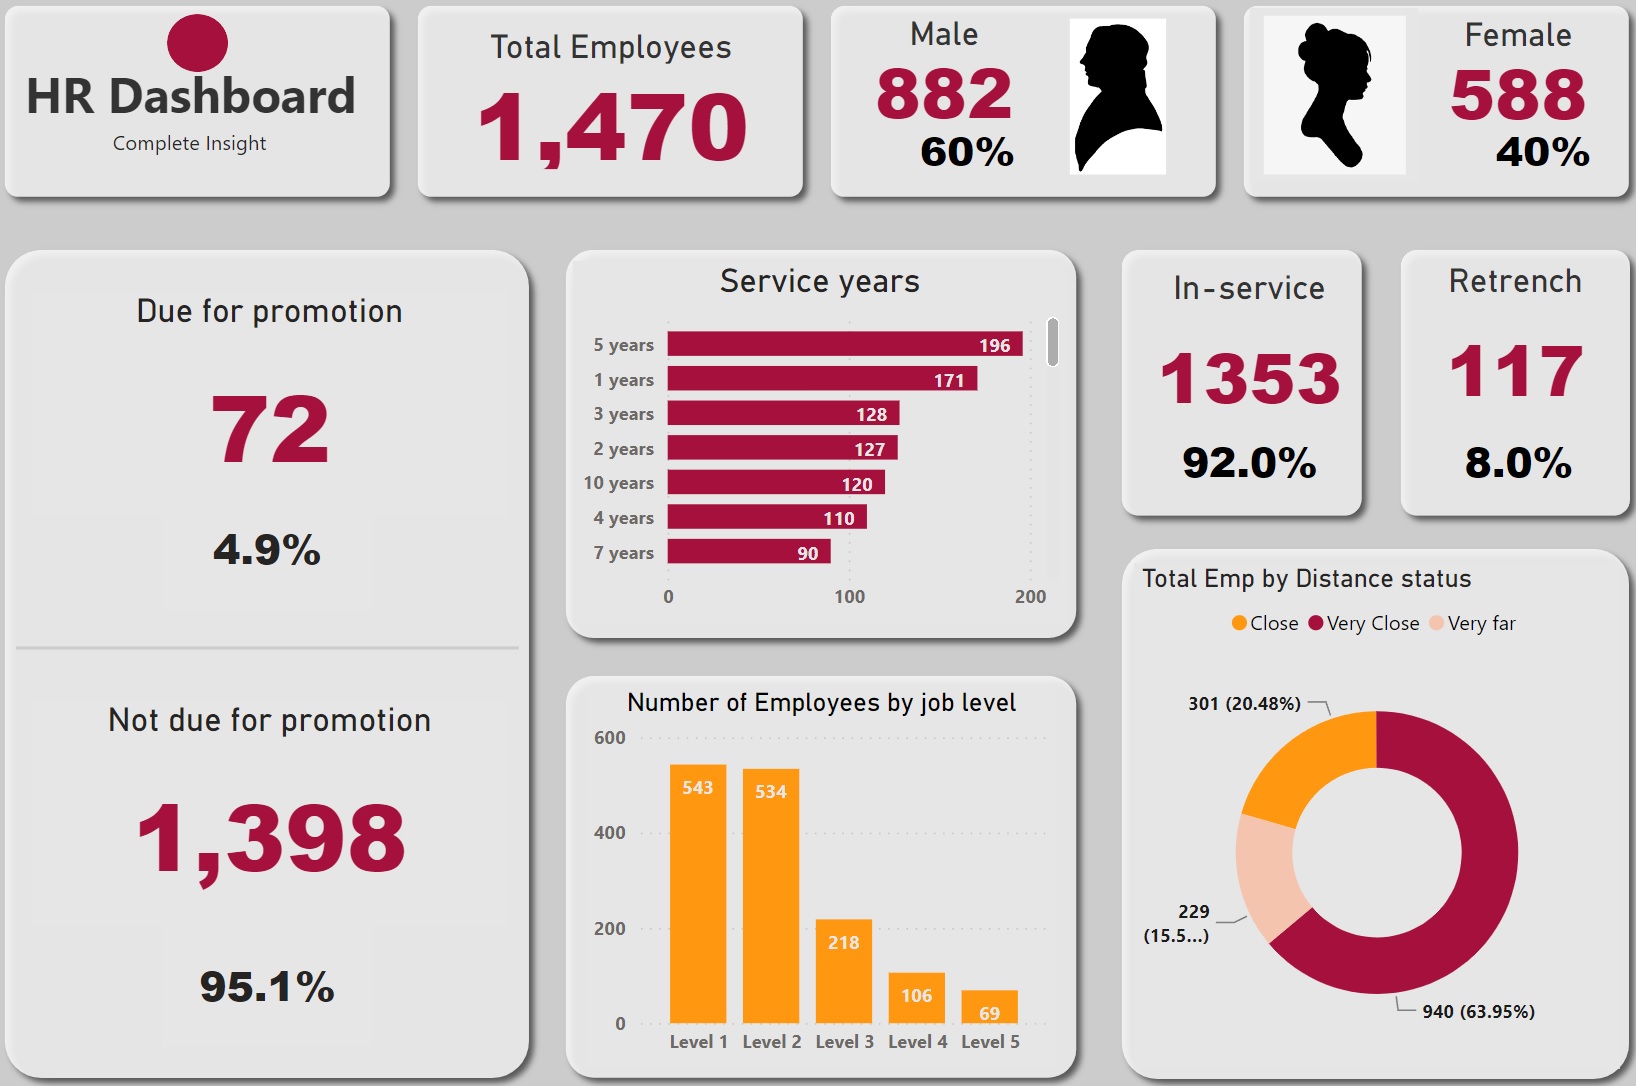 HR Dashboard
Complete Insight
Total Employees
1,470
Male
882
60%
Female
588
40%
Due for promotion
72
4.9%
Not due for promotion
1,398
95.1%
Service years
5 years 196
1 years 171
3 years 128
2 years 127
10 years 120
4 years 110
7 years 90
0 100 200
Number of Employees by job level
600
400
200
0
543 534 218 106 69
Level 1 Level 2 Level 3 Level 4 Level 5
In-service
1353
92.0%
Retrench
117
8.0%
Total Emp by Distance status
Close Very Close Very far
301 (20.48%)
229
(15.5...)
940 (63.95%)